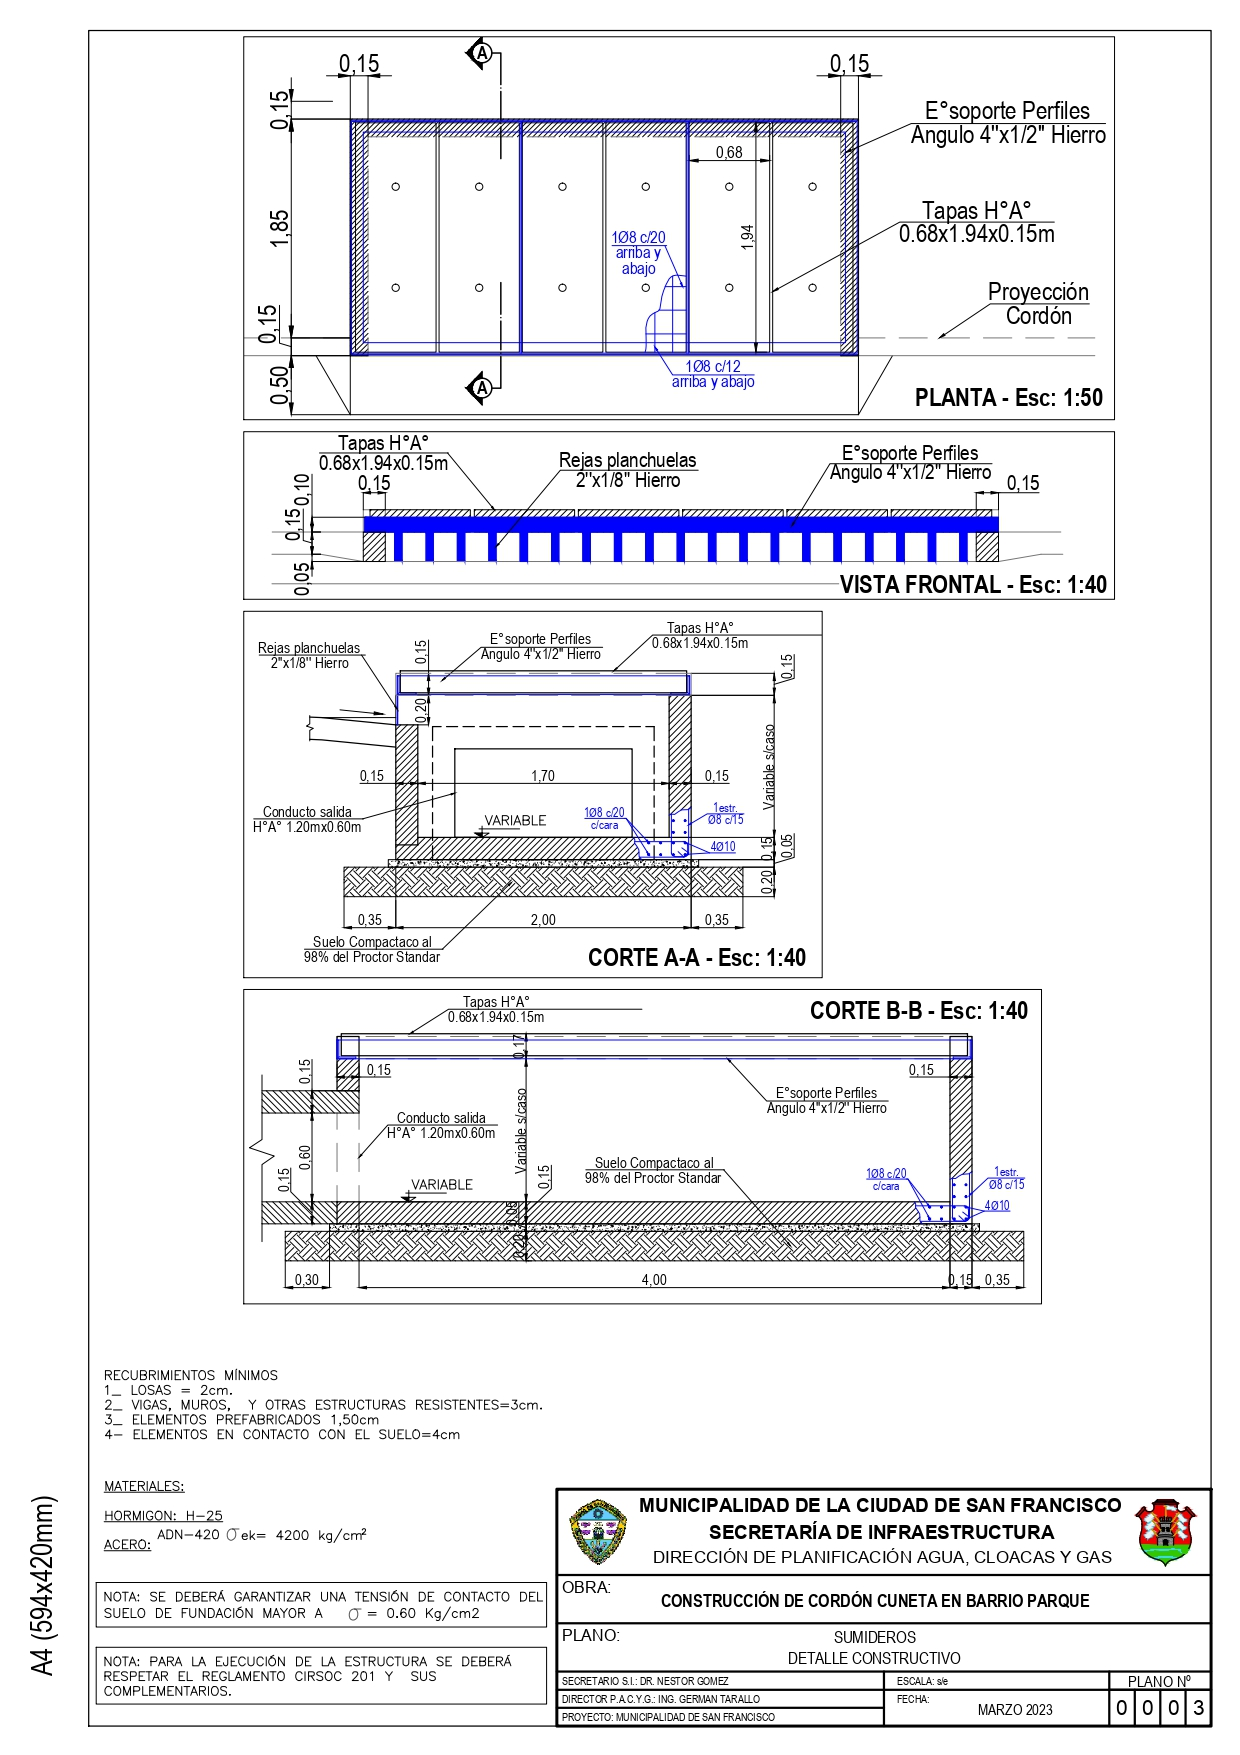 A
0,15
0,15
0,15
E°soporte Perfiles
Angulo 4"x1/2" Hierro
0,68
1,85
1,94
Tapas H°A°
0.68x1.94x0.15m
1Ø8 c/20
arriba y
abajo
Proyección
Cordón
0,15
0,50
1Ø8 c/12
arriba y abajo
A
PLANTA - Esc: 1:50
Tapas H°A°
0.68x1.94x0.15m
Rejas planchuelas
2"x1/8" Hierro
E°soporte Perfiles
Angulo 4"x1/2" Hierro
0,15
0,15
0,10
0,15
0,05
VISTA FRONTAL - Esc: 1:40
Rejas planchuelas
2"x1/8" Hierro
E°soporte Perfiles
Angulo 4"x1/2" Hierro
Tapas H°A°
0.68x1.94x0.15m
0,15
0,15
0,20
Variable s/caso
0,15
1,70
0,15
Conducto salida
H°A° 1.20mx0.60m
VARIABLE
1Ø8 c/20
c/cara
1estr.
Ø8 c/15
4Ø10
0,15
0,05
0,20
0,35
2,00
0,35
Suelo Compactaco al
98% del Proctor Standar
CORTE A-A - Esc: 1:40
Tapas H°A°
0.68x1.94x0.15m
CORTE B-B - Esc: 1:40
0,17
0,15
0,15
0,15
E°soporte Perfiles
Angulo 4"x1/2" Hierro
Conducto salida
H°A° 1.20mx0.60m
Variable s/caso
0,60
0,15
VARIABLE
0,15
Suelo Compactaco al
98% del Proctor Standar
1Ø8 c/20
c/cara
1estr.
Ø8 c/15
4Ø10
0,05
0,20
0,30
4,00
0,15
0,35
RECUBRIMIENTOS MÍNIMOS
1_ LOSAS = 2cm.
2_ VIGAS, MUROS, Y OTRAS ESTRUCTURAS RESISTENTES=3cm.
3_ ELEMENTOS PREFABRICADOS 1,50cm
4- ELEMENTOS EN CONTACTO CON EL SUELO=4cm
MATERIALES:
HORMIGON: H-25
ACERO: ADN-420 σek= 4200 kg/cm²
NOTA: SE DEBERÁ GARANTIZAR UNA TENSIÓN DE CONTACTO DEL
SUELO DE FUNDACIÓN MAYOR A σ = 0.60 Kg/cm2
NOTA: PARA LA EJECUCIÓN DE LA ESTRUCTURA SE DEBERÁ
RESPETAR EL REGLAMENTO CIRSOC 201 Y SUS
COMPLEMENTARIOS.
A4 (594x420mm)
MUNICIPALIDAD DE LA CIUDAD DE SAN FRANCISCO
SECRETARÍA DE INFRAESTRUCTURA
DIRECCIÓN DE PLANIFICACIÓN AGUA, CLOACAS Y GAS
OBRA:
CONSTRUCCIÓN DE CORDÓN CUNETA EN BARRIO PARQUE
PLANO:
SUMIDEROS
DETALLE CONSTRUCTIVO
SECRETARIO S.I.: DR. NESTOR GOMEZ
DIRECTOR P.A.C.Y.G.: ING. GERMAN TARALLO
PROYECTO: MUNICIPALIDAD DE SAN FRANCISCO
ESCALA: s/e
FECHA:
MARZO 2023
PLANO Nº
0 0 0 3